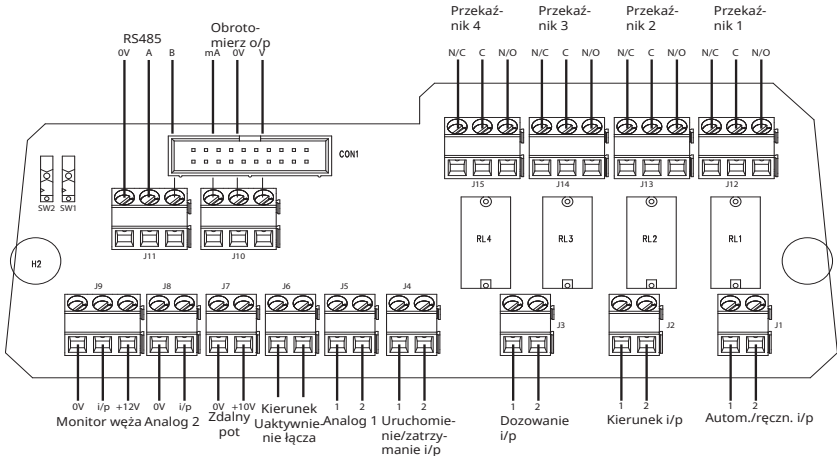 Przekaź-
nik 4
Przekaź-
nik 3
Przekaź-
nik 2
Przekaź-
nik 1
RS485
Obroto-
mierz o/p
0V A B mA 0V V
N/C C N/O N/C C N/O N/C C N/O N/C C N/O
CON1
SW2 SW1
J15 J14 J13 J12
J11 J10
RL4 RL3 RL2 RL1
H2
J9 J8 J7 J6 J5 J4
J3 J2 J1
0V i/p +12V 0V i/p 0V +10V 1 2 1 2 1 2 1 2 1 2
Monitor węża
Analog 2
Zdalny
pot
Kierunek
Uaktywnie-
nie łącza
Analog 1
Uruchomie-
nie/zatrzy-
manie i/p
Dozowanie
i/p
Kierunek i/p
Autom./ręczn. i/p